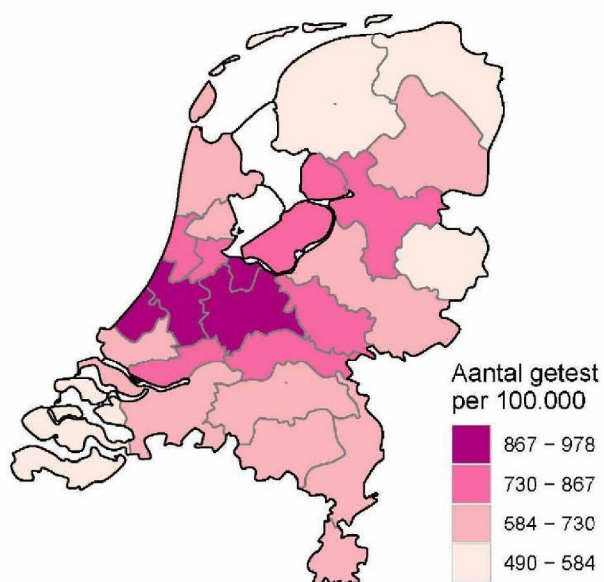 Aantal getest
per 100.000
867 – 978
730 – 867
584 – 730
490 – 584